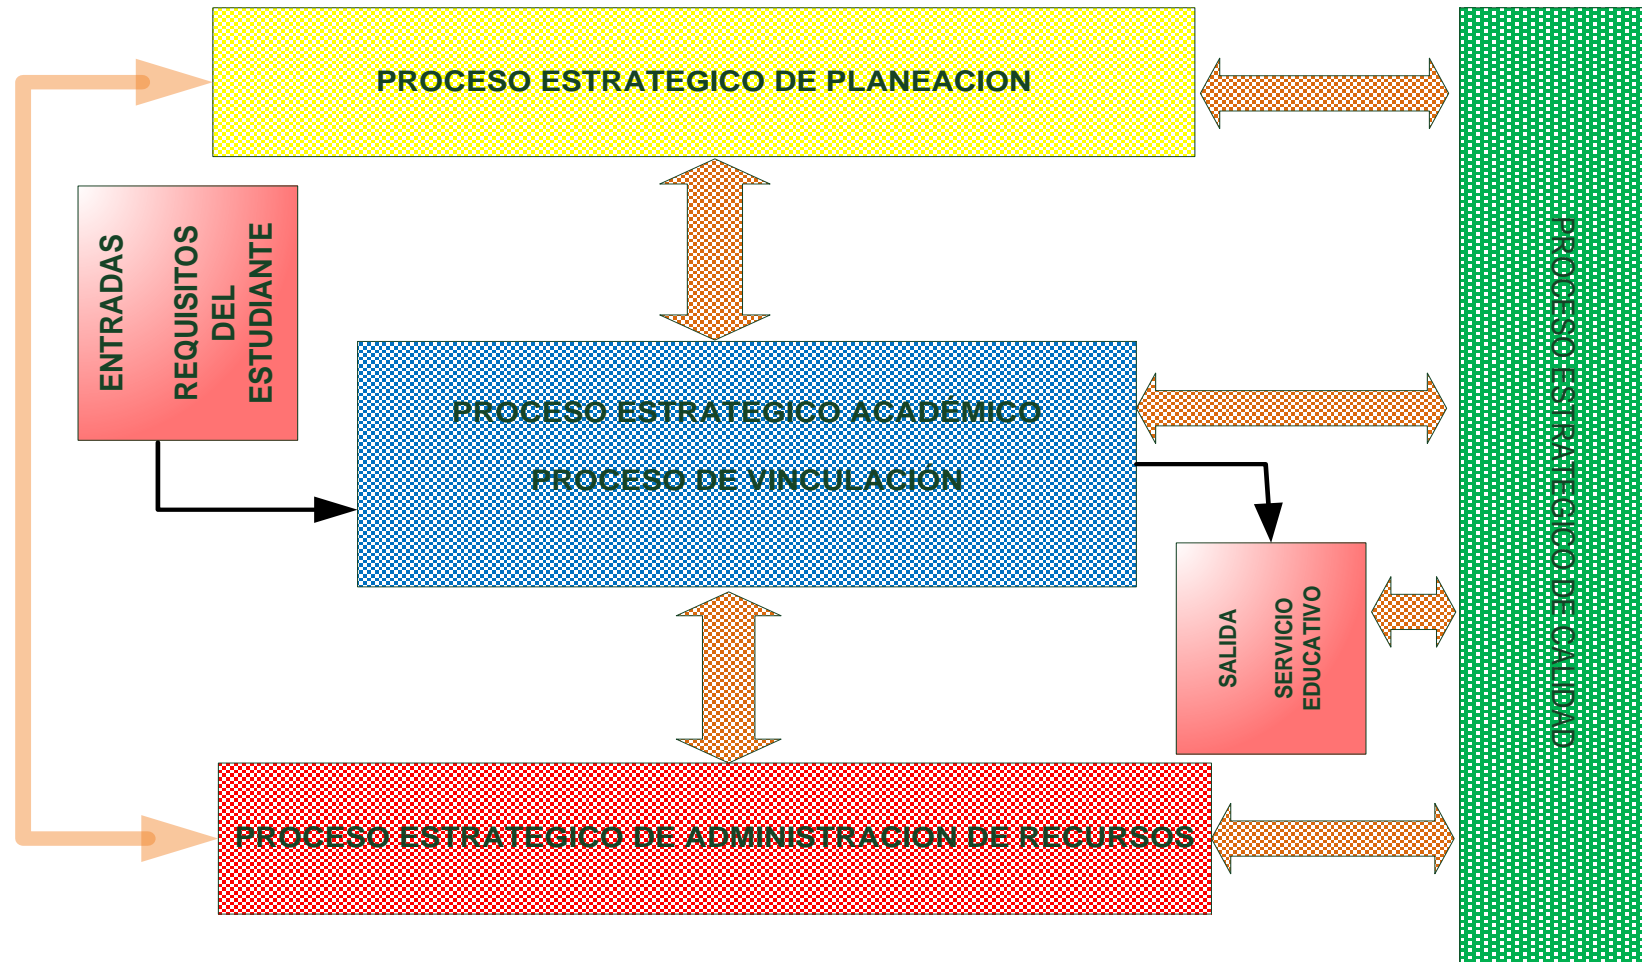 PROCESO ESTRATEGICO DE PLANEACION
ENTRADAS
REQUISITOS
DEL
ESTUDIANTE
PROCESO ESTRATEGICO ACADÉMICO
PROCESO DE VINCULACIÓN
SALIDA
SERVICIO
EDUCATIVO
PROCESO ESTRATEGICO DE ADMINISTRACION DE RECURSOS
PROCESO ESTRATEGICO DE CALIDAD